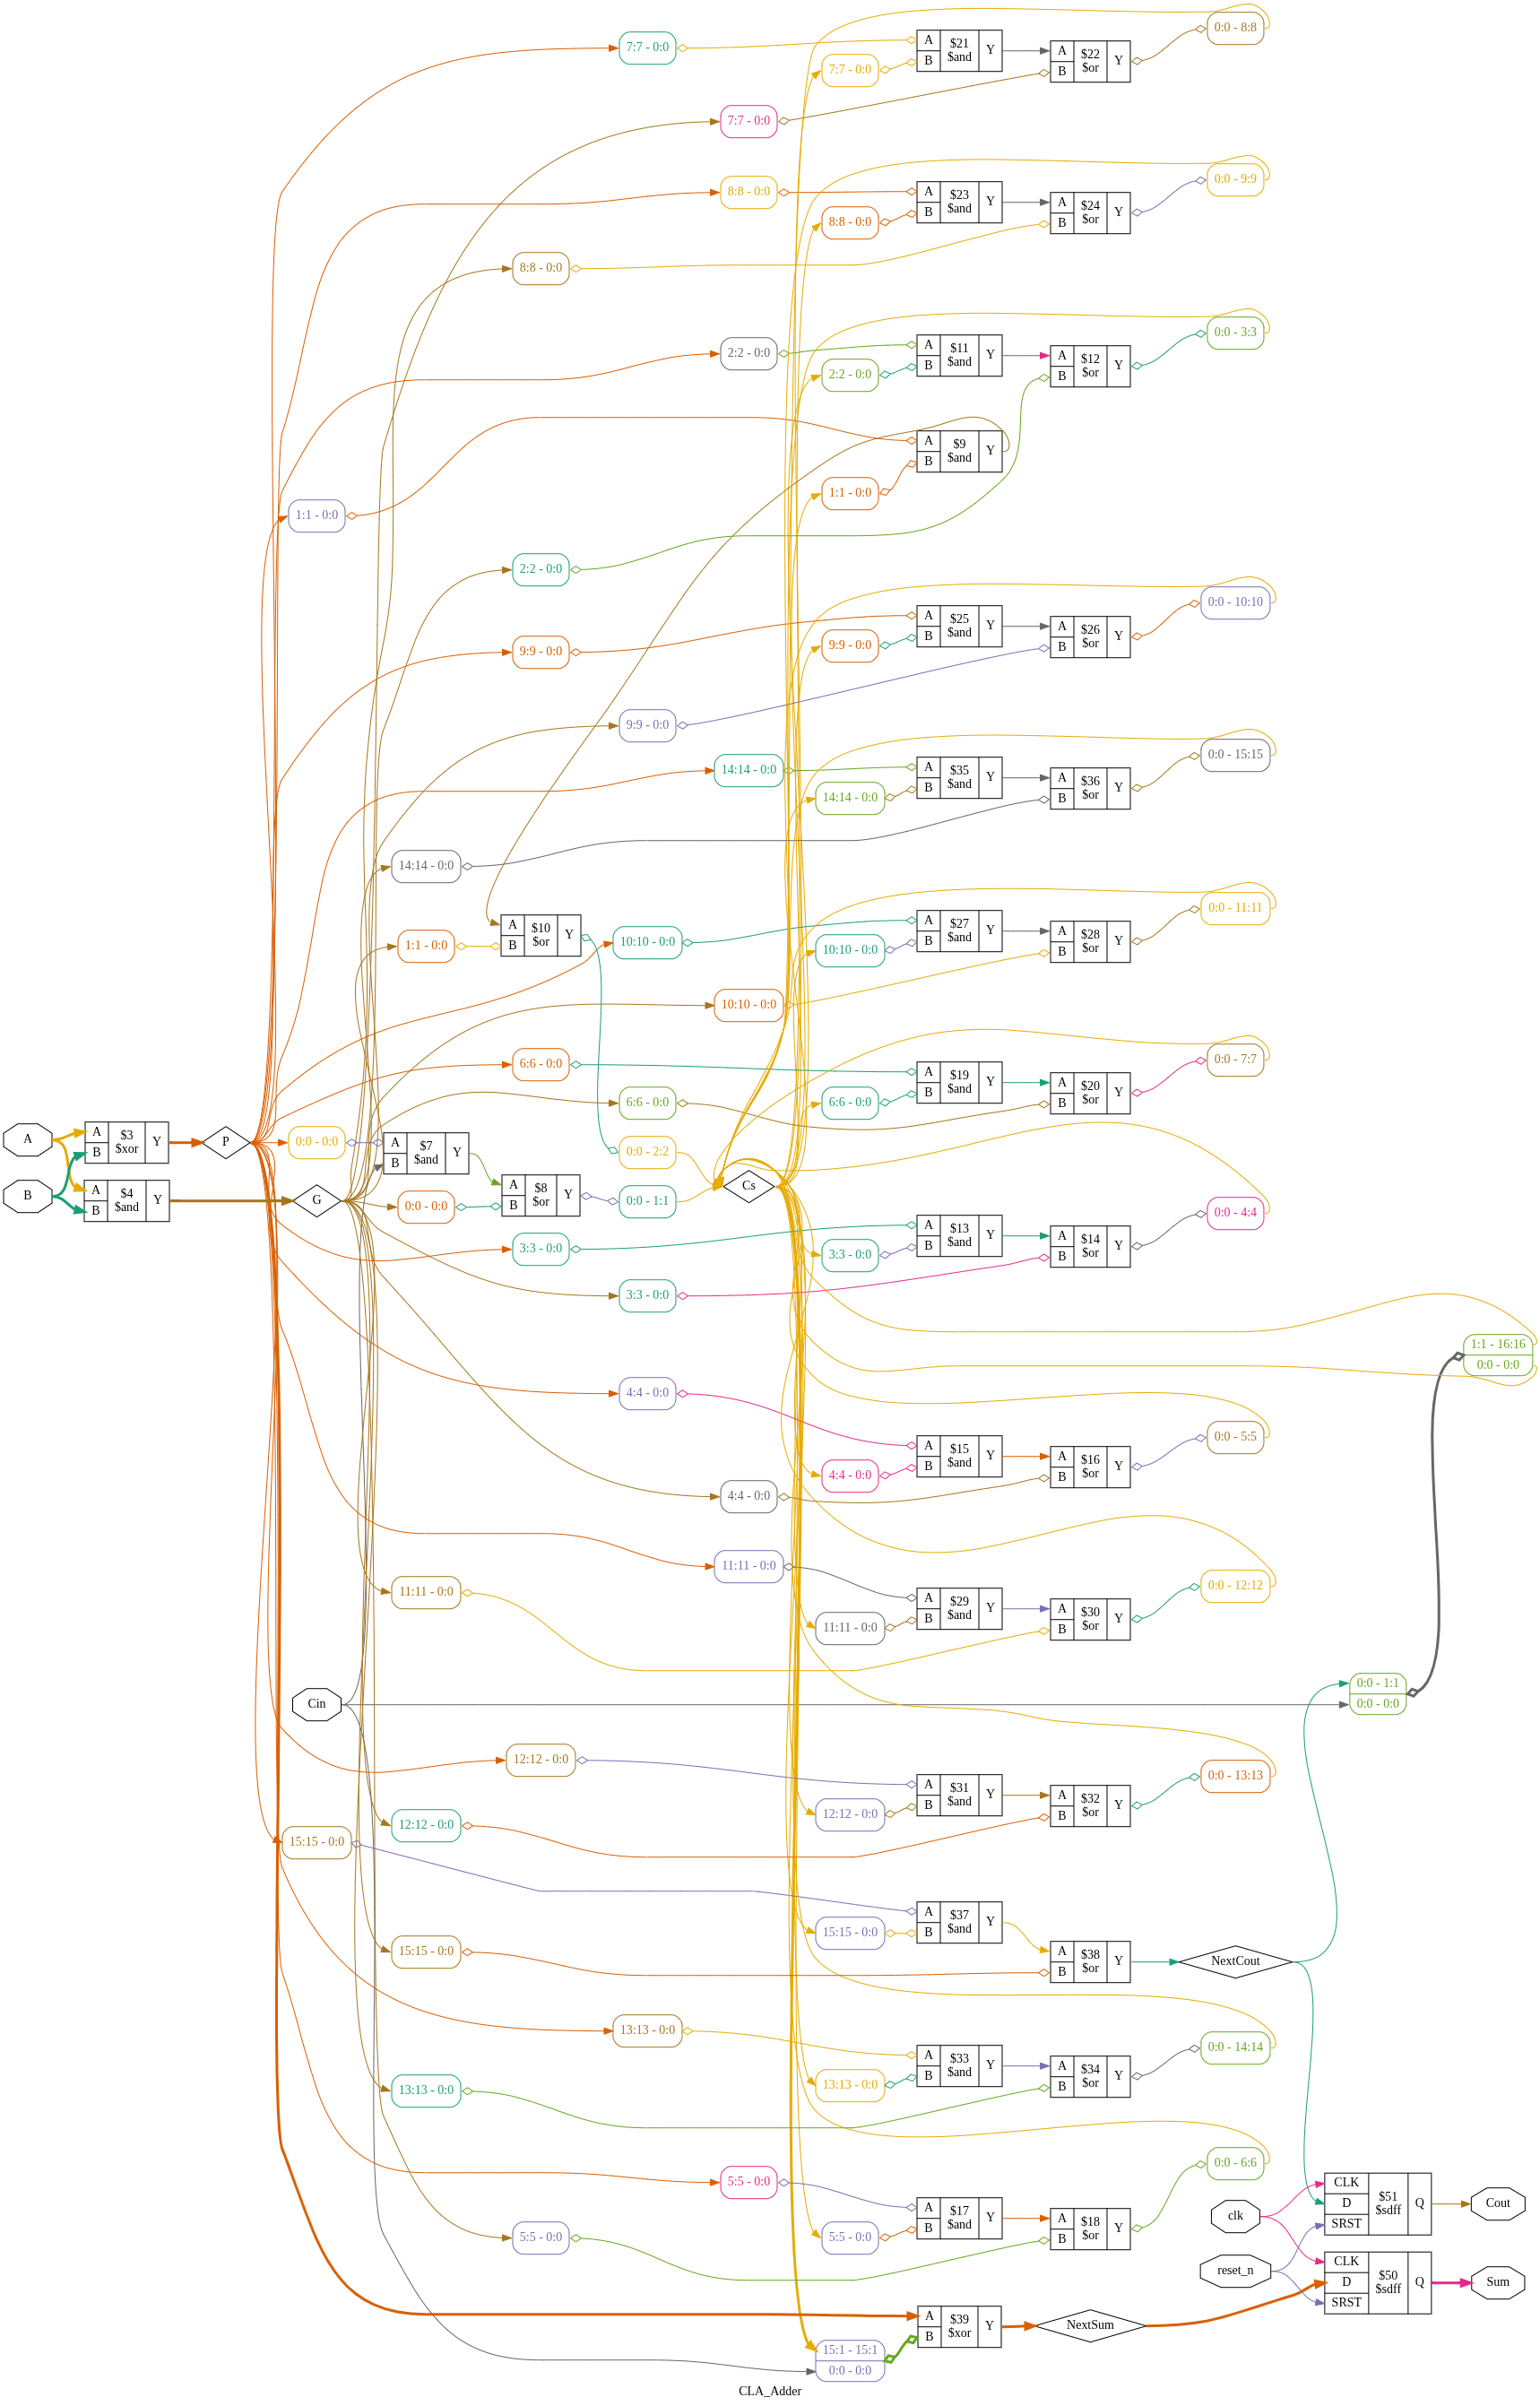 7:7 - 0:0
A
B
$21
$and
Y
7:7 - 0:0
A
B
$22
$or
Y
0:0 - 8:8
7:7 - 0:0
8:8 - 0:0
A
B
$23
$and
Y
8:8 - 0:0
A
B
$24
$or
Y
0:0 - 9:9
8:8 - 0:0
2:2 - 0:0
A
B
$11
$and
Y
2:2 - 0:0
A
B
$12
$or
Y
0:0 - 3:3
A
B
$9
$and
Y
1:1 - 0:0
1:1 - 0:0
2:2 - 0:0
9:9 - 0:0
A
B
$25
$and
Y
9:9 - 0:0
A
B
$26
$or
Y
0:0 - 10:10
9:9 - 0:0
14:14 - 0:0
A
B
$35
$and
Y
14:14 - 0:0
A
B
$36
$or
Y
0:0 - 15:15
14:14 - 0:0
1:1 - 0:0
A
B
$10
$or
Y
10:10 - 0:0
A
B
$27
$and
Y
10:10 - 0:0
A
B
$28
$or
Y
0:0 - 11:11
10:10 - 0:0
6:6 - 0:0
A
B
$19
$and
Y
6:6 - 0:0
A
B
$20
$or
Y
0:0 - 7:7
6:6 - 0:0
A
B
A
B
$3
$xor
Y
P
0:0 - 0:0
A
B
$7
$and
Y
0:0 - 2:2
A
B
$4
$and
Y
G
0:0 - 0:0
A
B
$8
$or
Y
0:0 - 1:1
Cs
3:3 - 0:0
A
B
$13
$and
Y
3:3 - 0:0
A
B
$14
$or
Y
0:0 - 4:4
3:3 - 0:0
1:1 - 16:16
0:0 - 0:0
4:4 - 0:0
A
B
$15
$and
Y
4:4 - 0:0
A
B
$16
$or
Y
0:0 - 5:5
4:4 - 0:0
11:11 - 0:0
11:11 - 0:0
A
B
$29
$and
Y
11:11 - 0:0
A
B
$30
$or
Y
0:0 - 12:12
Cin
0:0 - 1:1
0:0 - 0:0
12:12 - 0:0
A
B
$31
$and
Y
12:12 - 0:0
A
B
$32
$or
Y
0:0 - 13:13
12:12 - 0:0
15:15 - 0:0
A
B
$37
$and
Y
15:15 - 0:0
15:15 - 0:0
A
B
$38
$or
Y
NextCout
13:13 - 0:0
A
B
$33
$and
Y
13:13 - 0:0
A
B
$34
$or
Y
0:0 - 14:14
13:13 - 0:0
5:5 - 0:0
A
B
$17
$and
Y
5:5 - 0:0
A
B
$18
$or
Y
0:0 - 6:6
5:5 - 0:0
clk
reset_n
CLK
D
SRST
$51
$sdff
Q
Cout
CLK
D
SRST
$50
$sdff
Q
Sum
A
B
$39
$xor
Y
NextSum
15:1 - 15:1
0:0 - 0:0
CLA_Adder